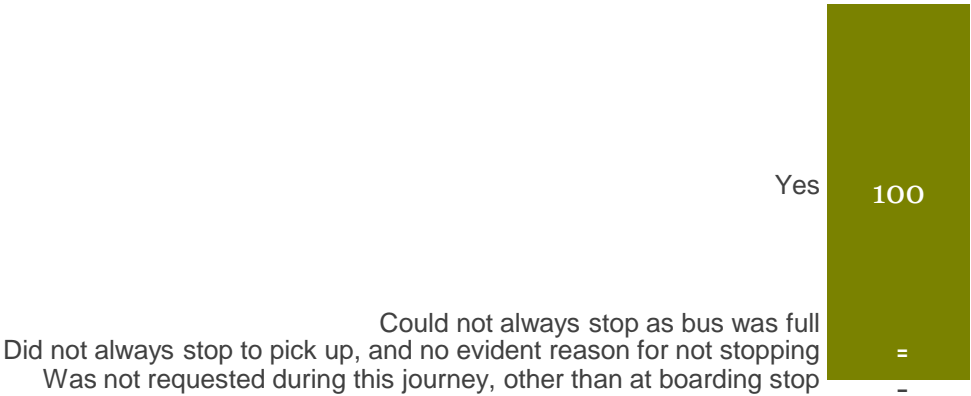 Yes 100
Could not always stop as bus was full
Did not always stop to pick up, and no evident reason for not stopping
Was not requested during this journey, other than at boarding stop -